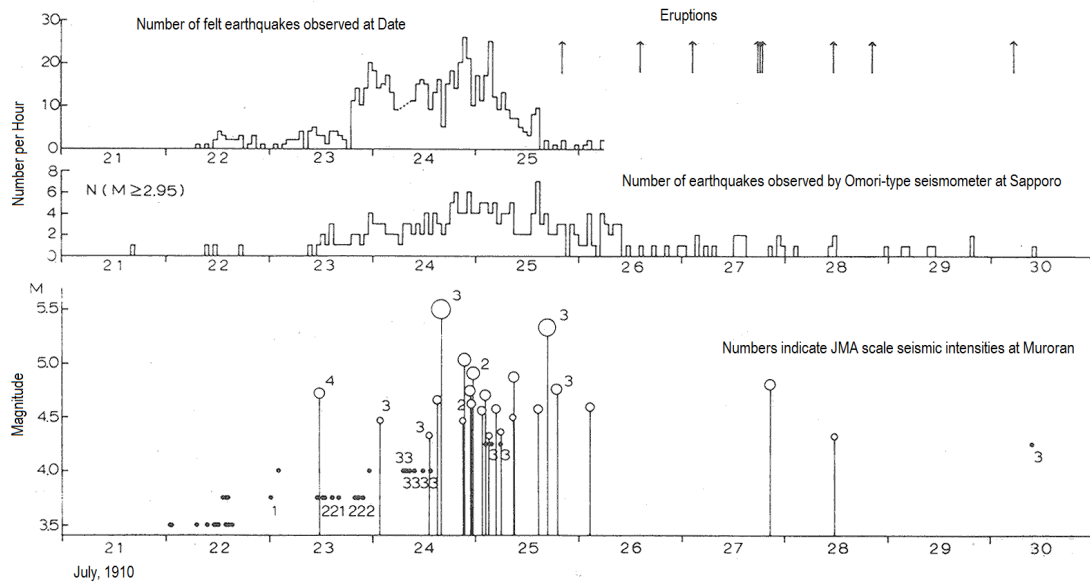 Number of felt earthquakes observed at Date
Eruptions
Number per Hour
30
20
10
0
21 22 23 24 25
N (M ≥2.95)
Number of earthquakes observed by Omori-type seismometer at Sapporo
8
6
4
2
0
21 22 23 24 25 26 27 28 29 30
M
Magnitude
5.5
5.0
4.5
4.0
3.5
3
3
Numbers indicate JMA scale seismic intensities at Muroran
2
4
3
3
3
2
33
3333
3 3
3
1
221 222
21 22 23 24 25 26 27 28 29 30
July, 1910